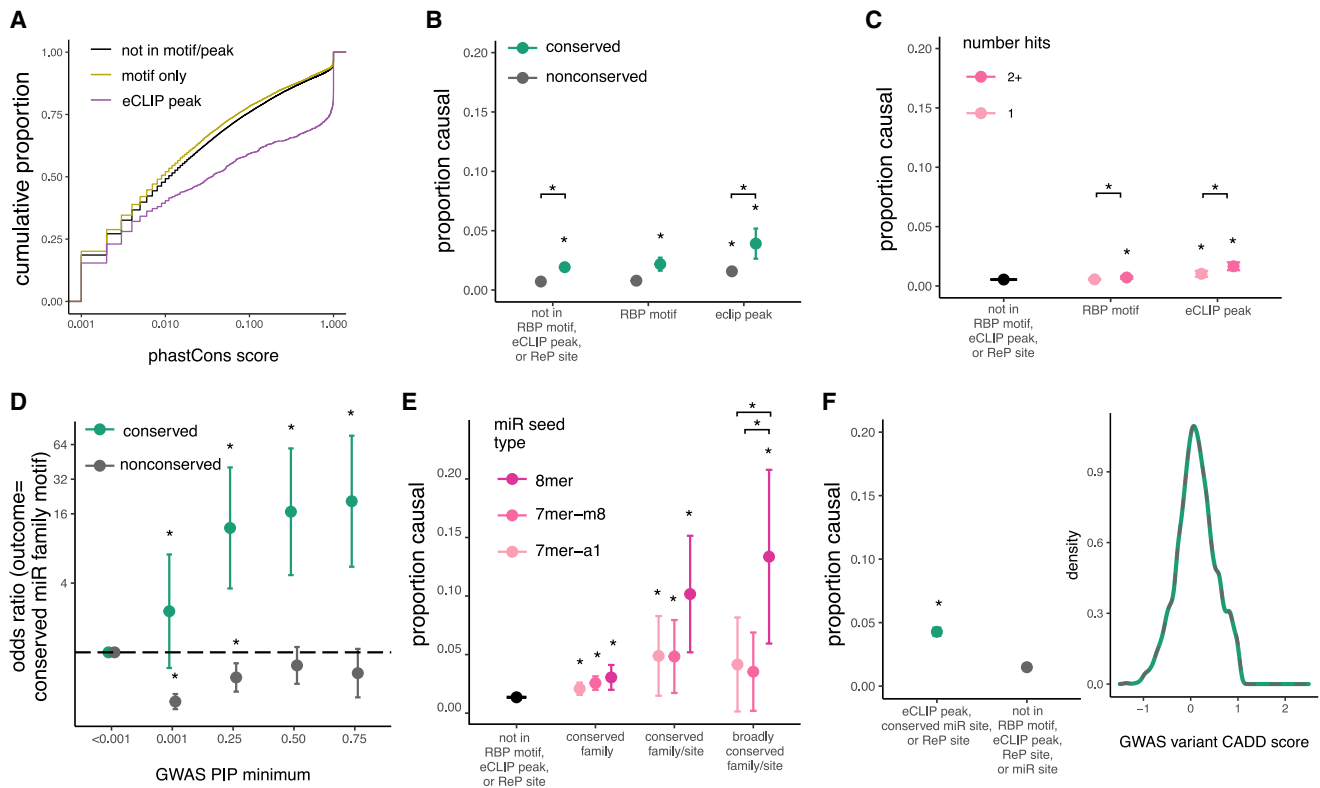 A
cumulative proportion
1.00
0.75
0.50
0.25
0.00
not in motif/peak
motif only
eCLIP peak
0.001
0.010
0.100
1.000
phastCons score
B
proportion causal
0.20
0.15
0.10
0.05
0.00
conserved
nonconserved
*
*
*
*
*
*
not in
RBP motif,
eCLIP peak,
or ReP site
RBP motif
eclip peak
C
proportion causal
0.20
0.15
0.10
0.05
0.00
number hits
2+
1
*
*
*
*
*
not in
RBP motif,
eCLIP peak,
or ReP site
RBP motif
eCLIP peak
D
odds ratio (outcome=
conserved miR family motif)
64
32
16
4
conserved
nonconserved
*
*
*
*
*
*
<0.001
0.001
0.25
0.50
0.75
GWAS PIP minimum
E
proportion causal
0.20
0.15
0.10
0.05
0.00
miR seed
type
8mer
7mer−m8
7mer−a1
*
*
*
*
*
*
*
*
*
not in
RBP motif,
eCLIP peak,
or ReP site
conserved
family
conserved
family/site
broadly
conserved
family/site
F
proportion causal
0.20
0.15
0.10
0.05
0.00
*
eCLIP peak,
conserved miR site,
or ReP site
not in
RBP motif,
eCLIP peak,
ReP site,
or miR site
density
0.9
0.6
0.3
0.0
−1
0
1
2
GWAS variant CADD score